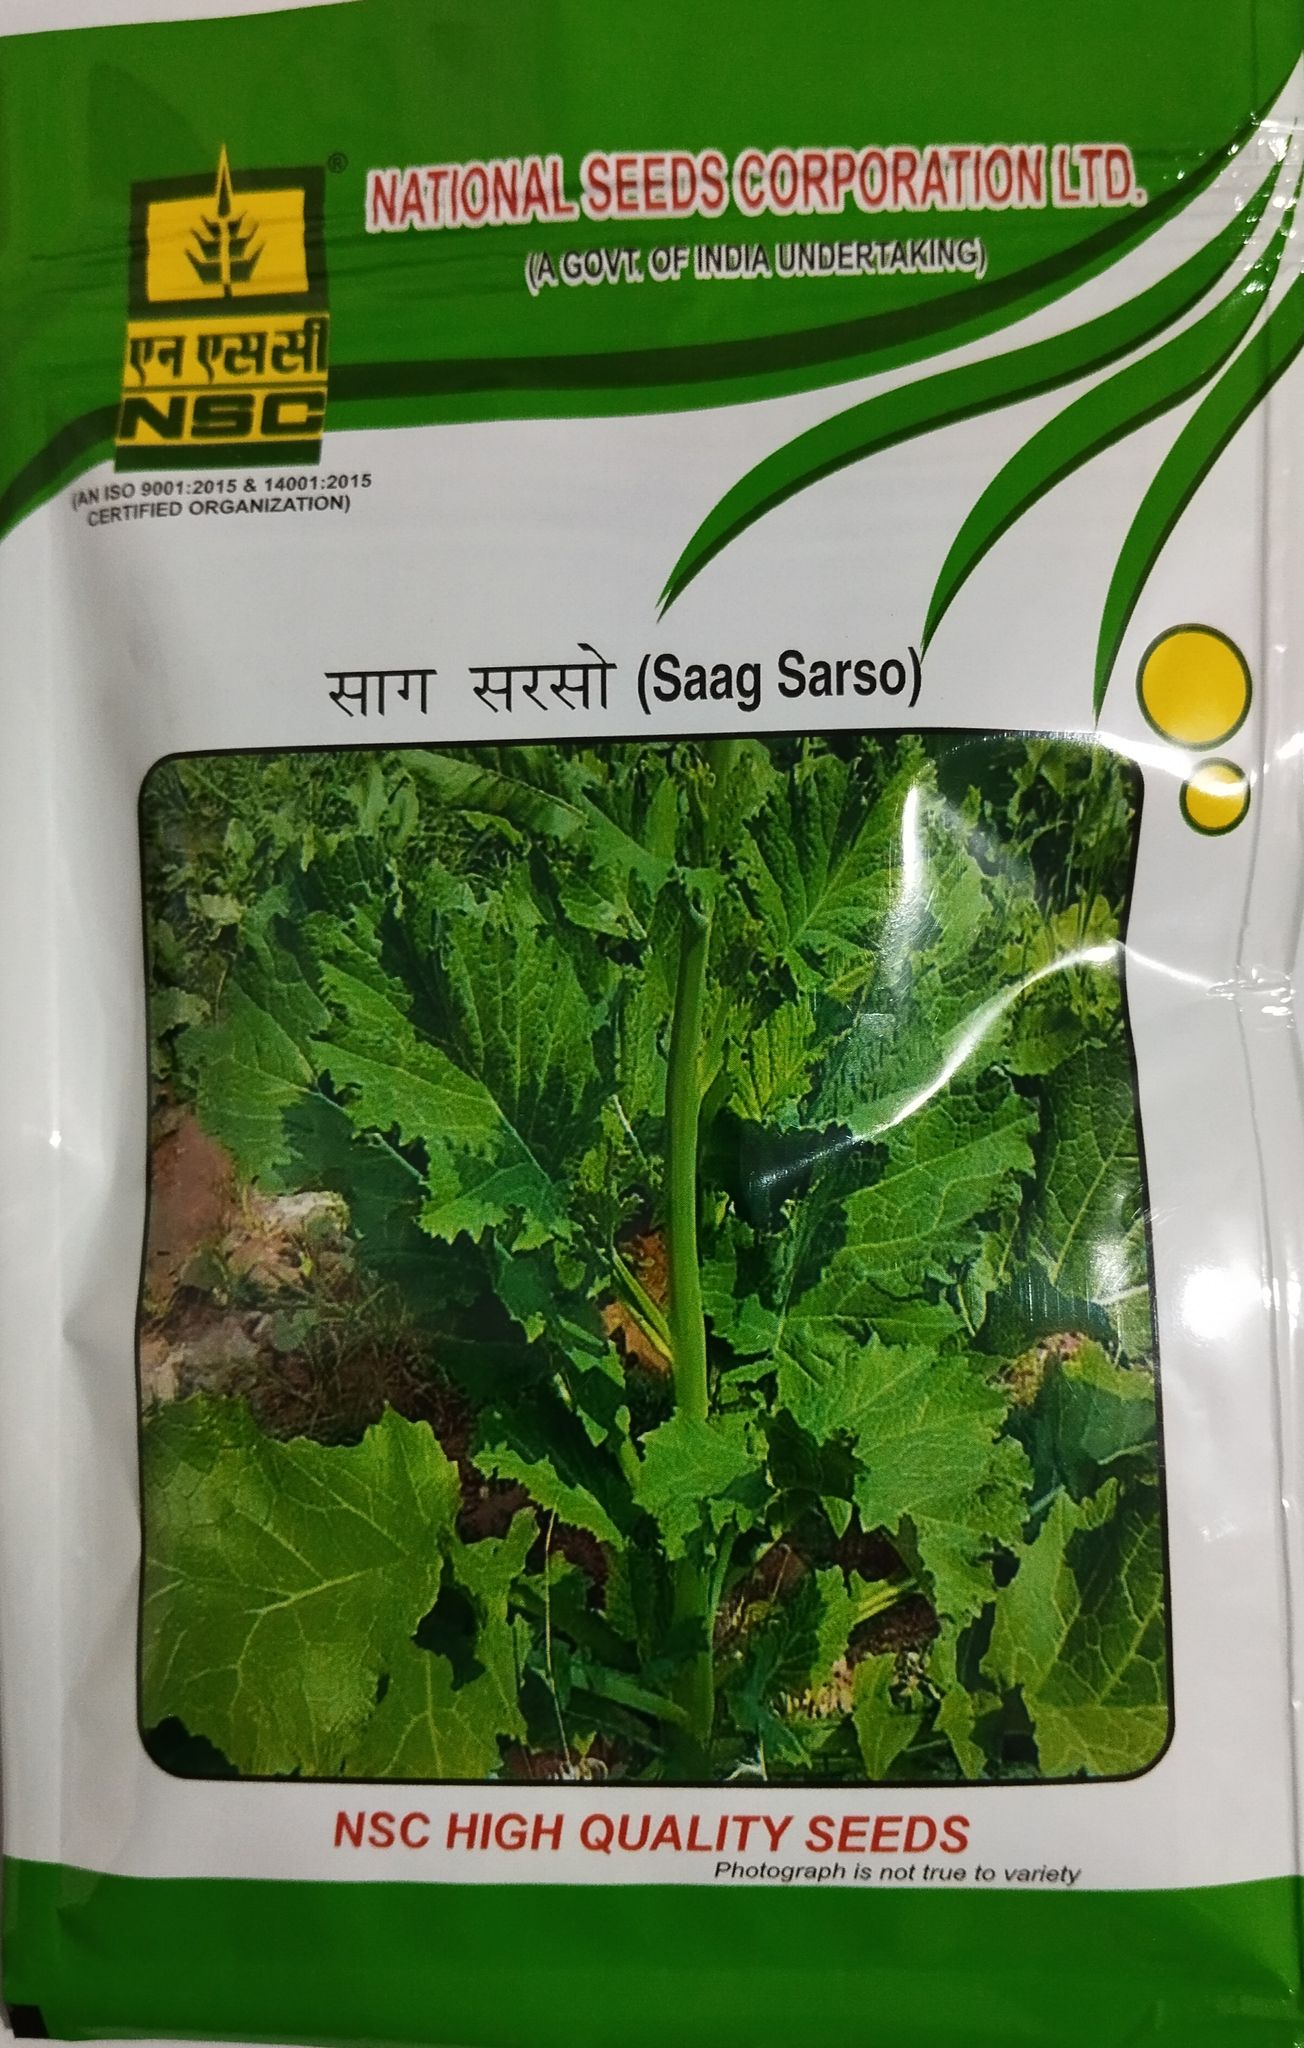 ®
NATIONAL SEEDS CORPORATION LTD.
(A GOVT. OF INDIA UNDERTAKING)
एन एस सी
NSC
(AN ISO 9001:2015 & 14001:2015
CERTIFIED ORGANIZATION)
साग सरसो (Saag Sarso)
NSC HIGH QUALITY SEEDS
Photograph is not true to variety